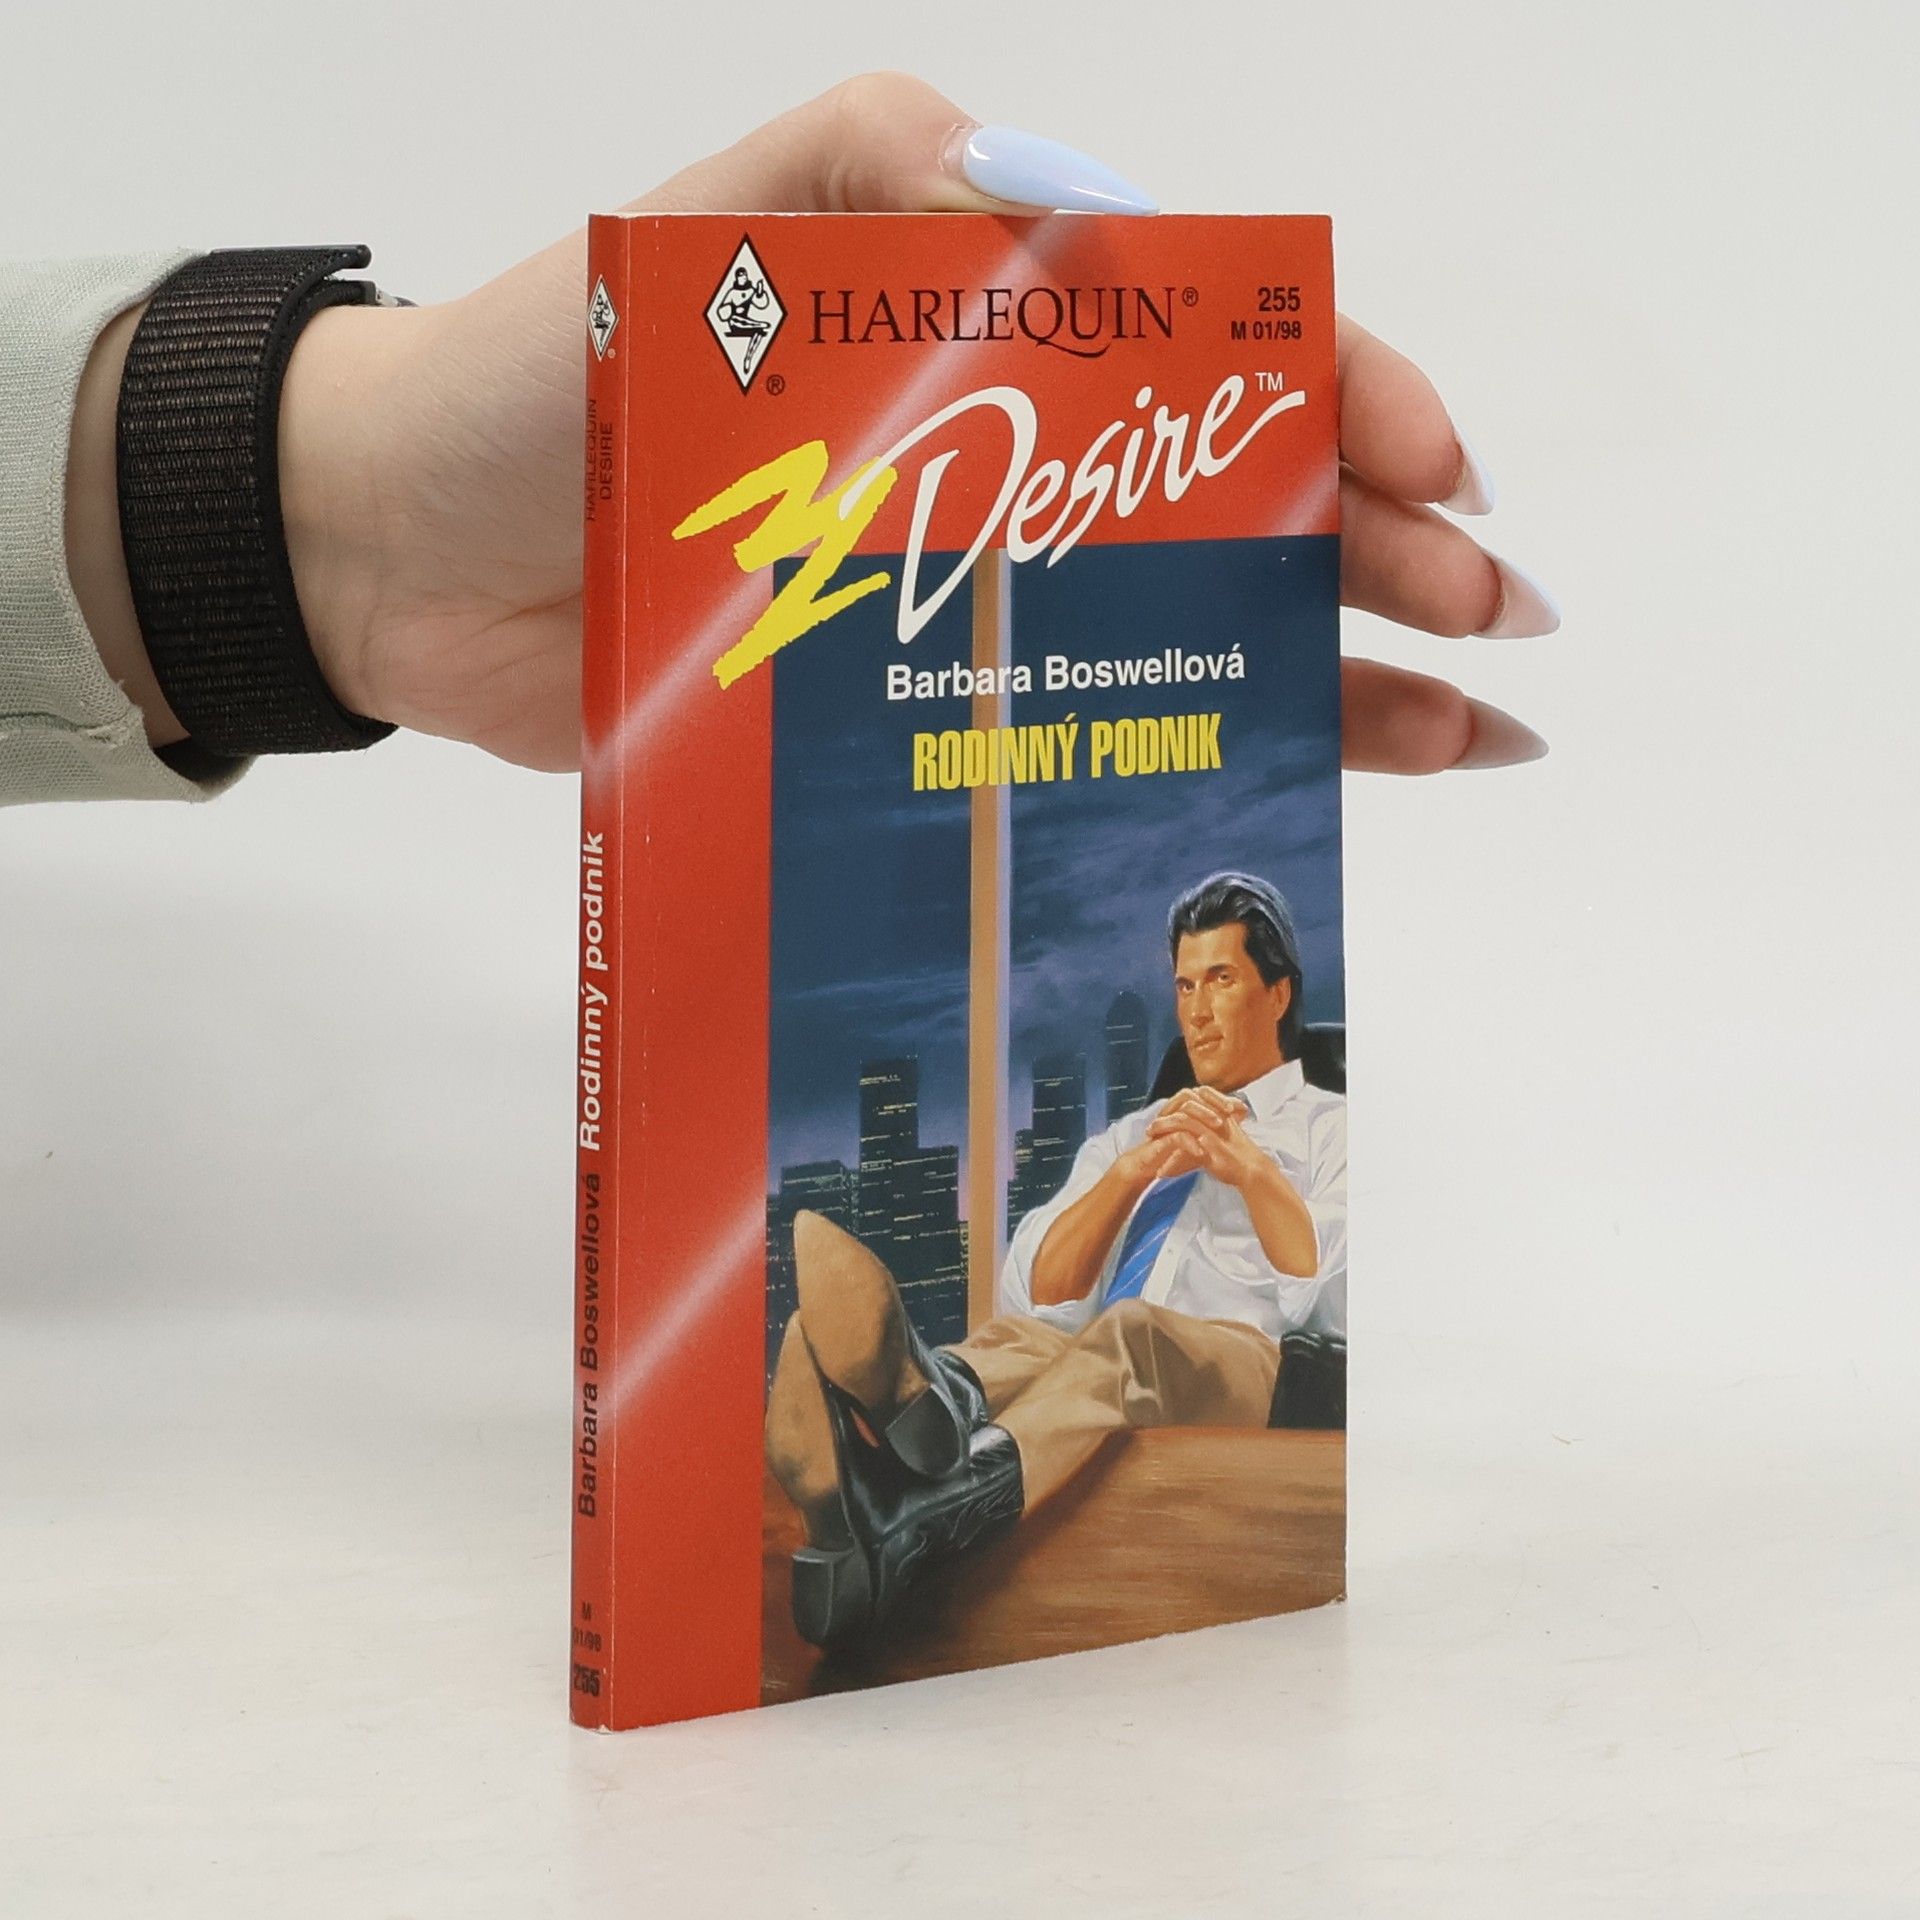 HARLEQUIN®
255
M 01/98
®
Desire™
Barbara Boswellová
RODINNÝ PODNIK
®
HARLEQUIN
DESIRE
Barbara Boswellová Rodinný podnik
M
01/98
255